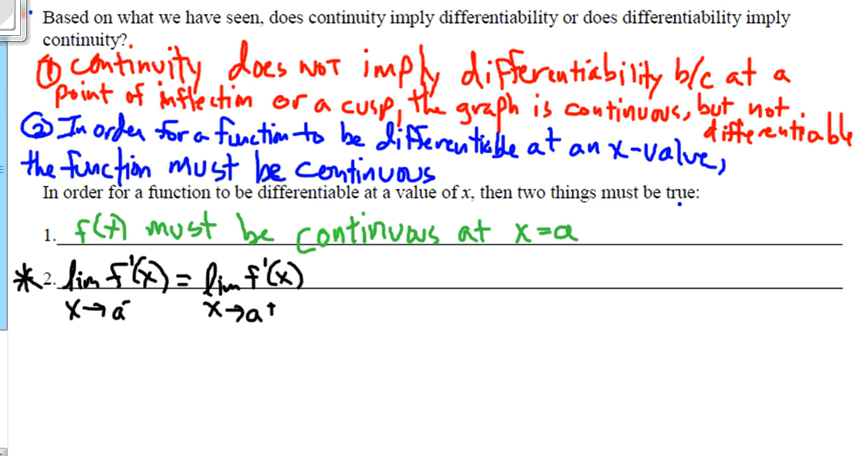 Based on what we have seen, does continuity imply differentiability or does differentiability imply
continuity?
① continuity does NOT imply differentiability b/c at a
point of inflection or a cusp, the graph is continuous, but not
differentiable
② In order for a function to be differentiable at an x-value,
the function must be continuous
In order for a function to be differentiable at a value of x, then two things must be true:
1. f(x) must be continuous at x=a
* 2. lim f'(x) = lim f'(x)
x→a⁻ x→a⁺